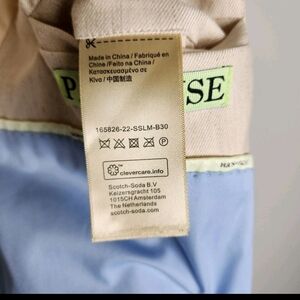 Made in China / Fabriqué en
Chine /Feito na China /
Κατασκευασμένο σε
Κίνα / 中国制造
P
SE
165826-22-SSLM-B30
clevercare.info
Scotch-Soda B.V
Keizersgracht 105
1015CH Amsterdam
The Netherlands
scotch-soda.com